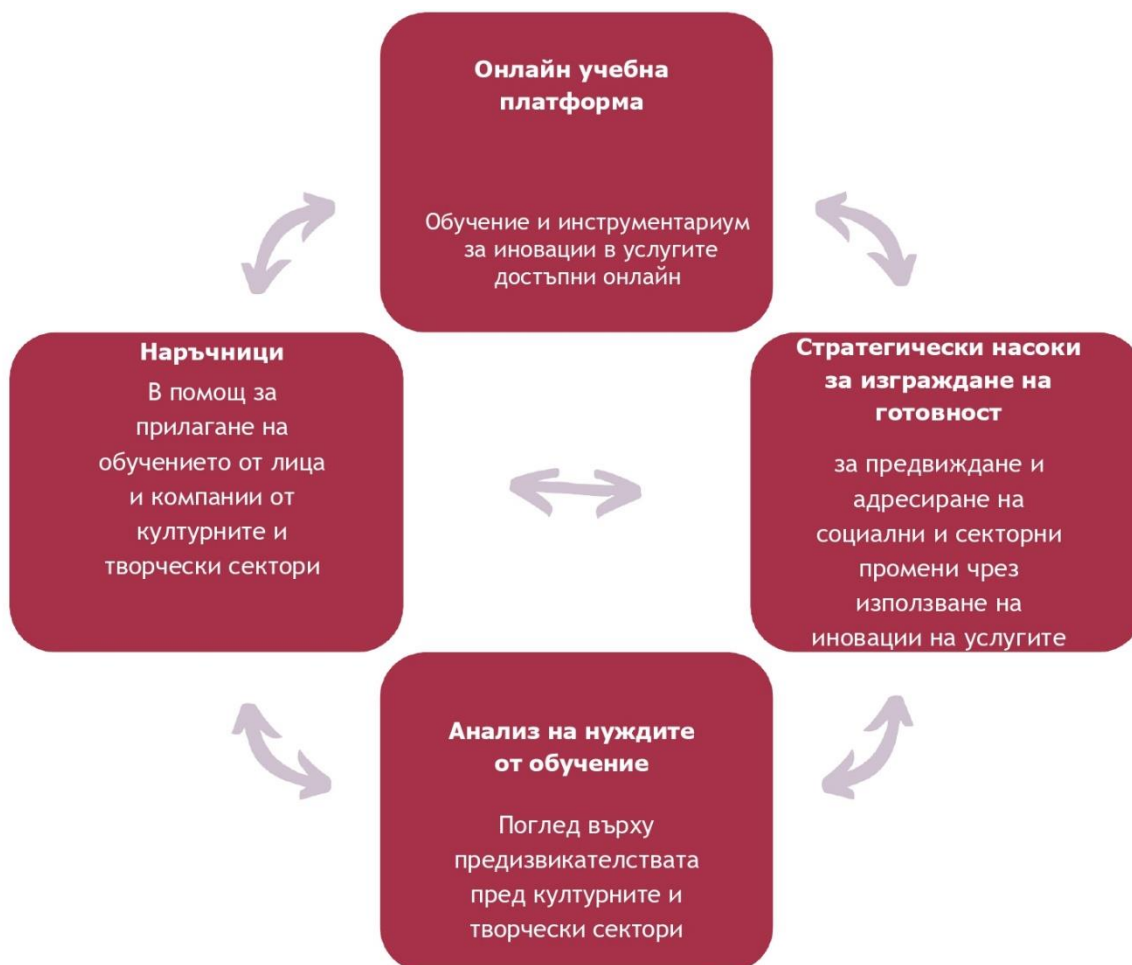 Онлайн учебна
платформа
Обучение и инструментариум
за иновации в услугите
достъпни онлайн
Наръчници
В помощ за
прилагане на
обучението от лица
и компании от
културните и
творчески сектори
Стратегически насоки
за изграждане на
готовност
за предвиждане и
адресиране на
социални и секторни
промени чрез
използване на
иновации на услугите
Анализ на нуждите
от обучение
Поглед върху
предизвикателствата
пред културните и
творчески сектори